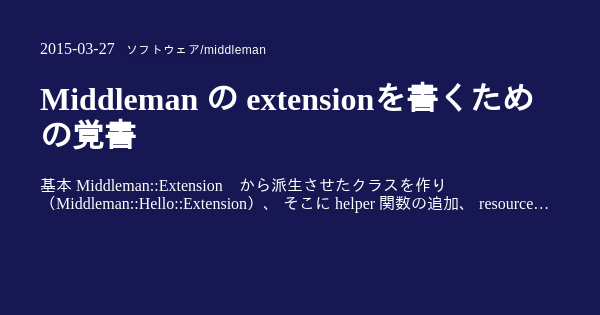 2015-03-27 ソフトウェア/middleman
Middleman の extensionを書くため
の覚書
基本 Middleman::Extension　から派生させたクラスを作り
（Middleman::Hello::Extension）、 そこに helper 関数の追加、 resource…